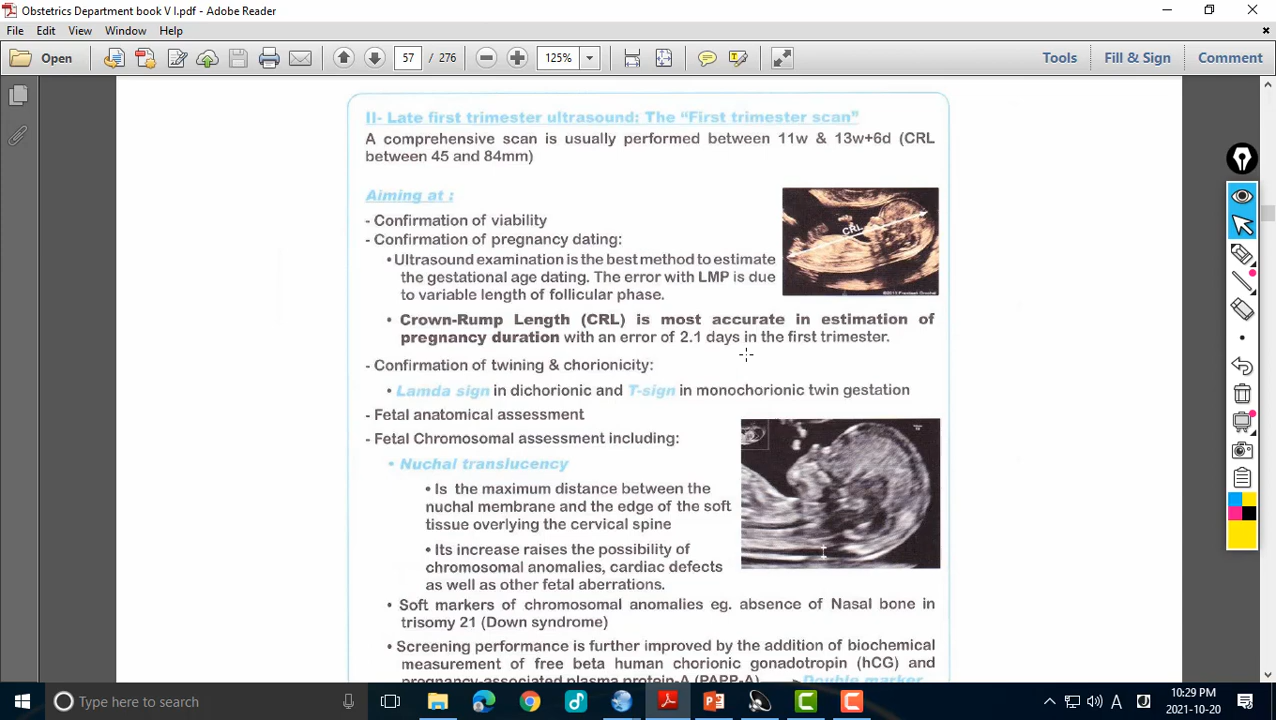 Obstetrics Department book V I.pdf - Adobe Reader
File Edit View Window Help
Open 57 / 276 125% Tools Fill & Sign Comment
II- Late first trimester ultrasound: The “First trimester scan”
A comprehensive scan is usually performed between 11w & 13w+6d (CRL
between 45 and 84mm)
Aiming at :
- Confirmation of viability
- Confirmation of pregnancy dating:
• Ultrasound examination is the best method to estimate
the gestational age dating. The error with LMP is due
to variable length of follicular phase.
CRL
• Crown-Rump Length (CRL) is most accurate in estimation of
pregnancy duration with an error of 2.1 days in the first trimester.
- Confirmation of twining & chorionicity:
• Lamda sign in dichorionic and T-sign in monochorionic twin gestation
- Fetal anatomical assessment
- Fetal Chromosomal assessment including:
• Nuchal translucency
• Is the maximum distance between the
nuchal membrane and the edge of the soft
tissue overlying the cervical spine
• Its increase raises the possibility of
chromosomal anomalies, cardiac defects
as well as other fetal aberrations.
• Soft markers of chromosomal anomalies eg. absence of Nasal bone in
trisomy 21 (Down syndrome)
• Screening performance is further improved by the addition of biochemical
measurement of free beta human chorionic gonadotropin (hCG) and
pregnancy-associated plasma protein-A (PAPP-A) Double marker
Type here to search
A
10:29 PM
2021-10-20